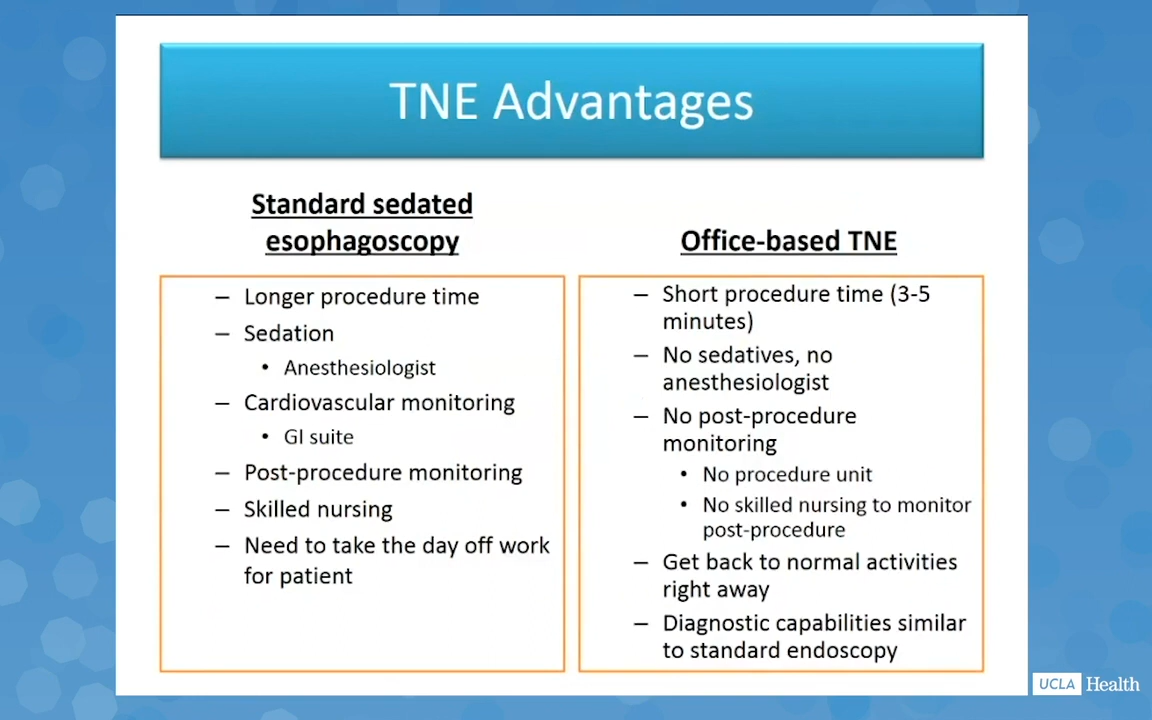 TNE Advantages
Standard sedated
esophagoscopy
– Longer procedure time
– Sedation
• Anesthesiologist
– Cardiovascular monitoring
• GI suite
– Post-procedure monitoring
– Skilled nursing
– Need to take the day off work
for patient
Office-based TNE
– Short procedure time (3-5
minutes)
– No sedatives, no
anesthesiologist
– No post-procedure
monitoring
• No procedure unit
• No skilled nursing to monitor
post-procedure
– Get back to normal activities
right away
– Diagnostic capabilities similar
to standard endoscopy
UCLA Health